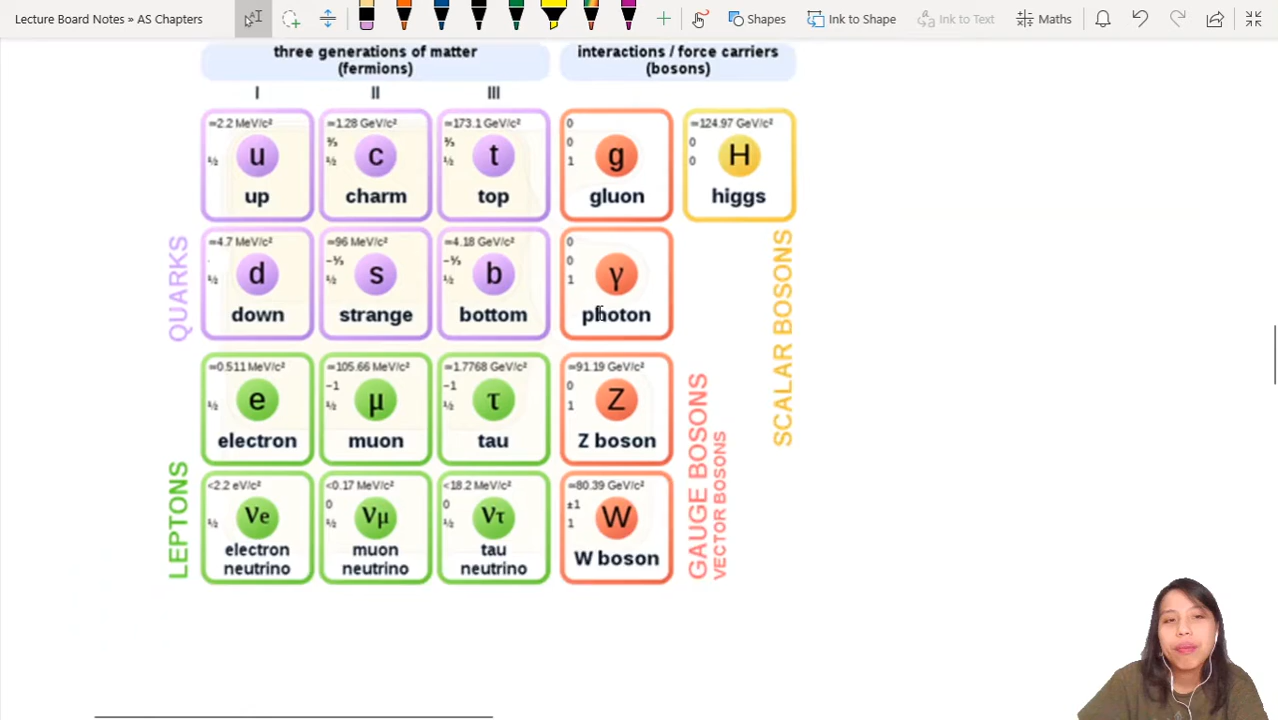 Lecture Board Notes » AS Chapters
Shapes
Ink to Shape
Ink to Text
Maths
three generations of matter
(fermions)
interactions / force carriers
(bosons)
I
II
III
≃2.2 MeV/c²
½
u
up
≃1.28 GeV/c²
⅔
½
c
charm
≃173.1 GeV/c²
⅔
½
t
top
0
0
1
g
gluon
≃124.97 GeV/c²
0
0
H
higgs
QUARKS
≃4.7 MeV/c²
½
d
down
≃96 MeV/c²
−⅓
½
s
strange
≃4.18 GeV/c²
−⅓
½
b
bottom
0
0
1
γ
photon
SCALAR BOSONS
≃0.511 MeV/c²
½
e
electron
≃105.66 MeV/c²
−1
½
μ
muon
≃1.7768 GeV/c²
−1
½
τ
tau
≃91.19 GeV/c²
0
1
Z
Z boson
GAUGE BOSONS
VECTOR BOSONS
LEPTONS
<2.2 eV/c²
½
νe
electron
neutrino
<0.17 MeV/c²
0
½
νμ
muon
neutrino
<18.2 MeV/c²
0
½
ντ
tau
neutrino
≃80.39 GeV/c²
±1
1
W
W boson